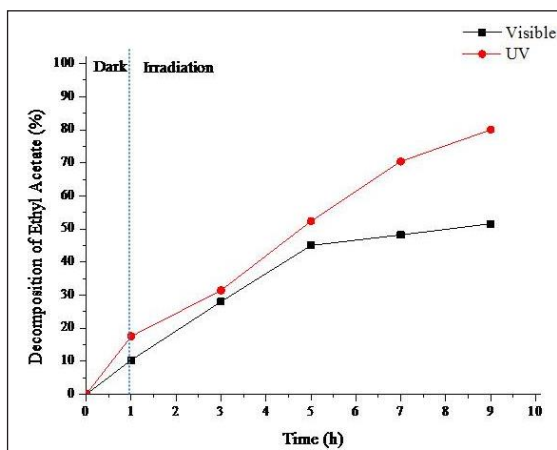 Visible
UV
Dark Irradiation
100
90
80
70
60
50
40
30
20
10
0
Decomposition of Ethyl Acetate (%)
0 1 2 3 4 5 6 7 8 9 10
Time (h)